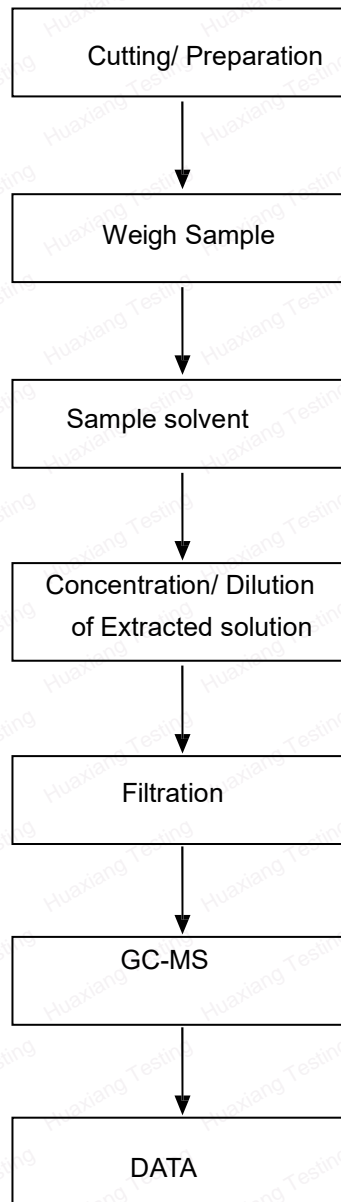 Cutting/ Preparation
Weigh Sample
Sample solvent
Concentration/ Dilution
of Extracted solution
Filtration
GC-MS
DATA